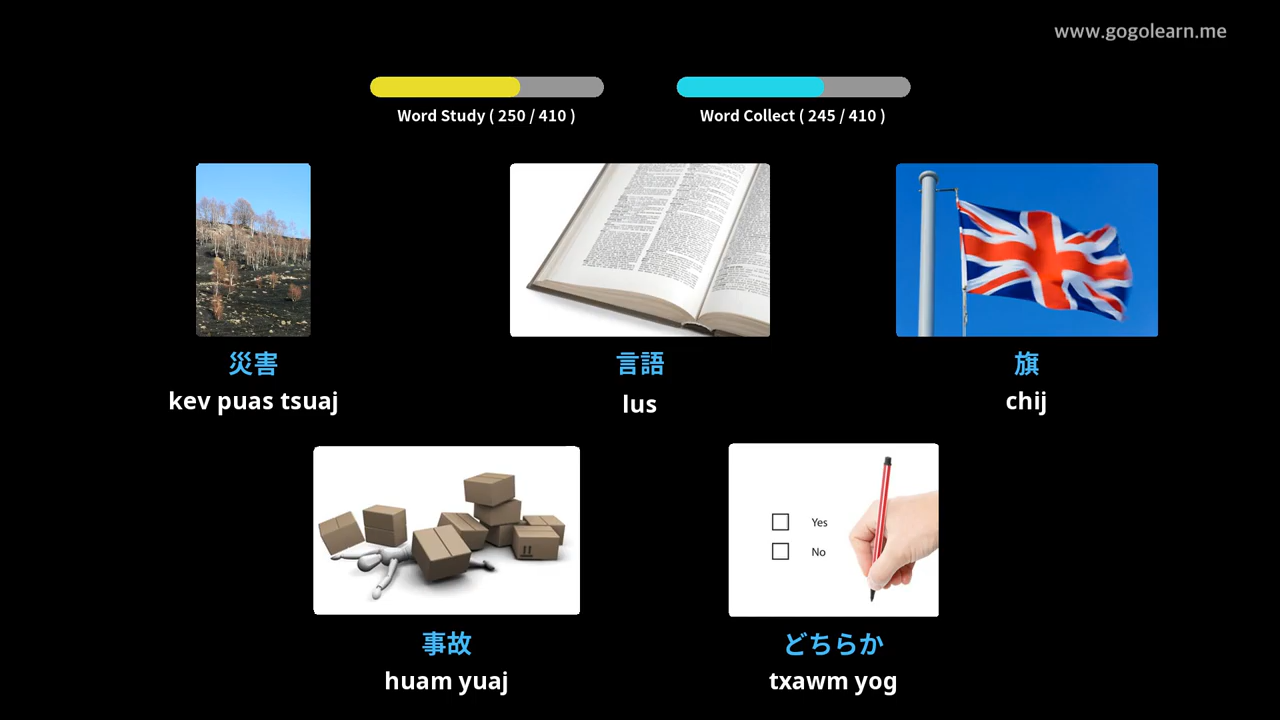 www.gogolearn.me
Word Study ( 250 / 410 )
Word Collect ( 245 / 410 )
災害
kev puas tsuaj
言語
lus
旗
chij
Yes
No
事故
huam yuaj
どちらか
txawm yog